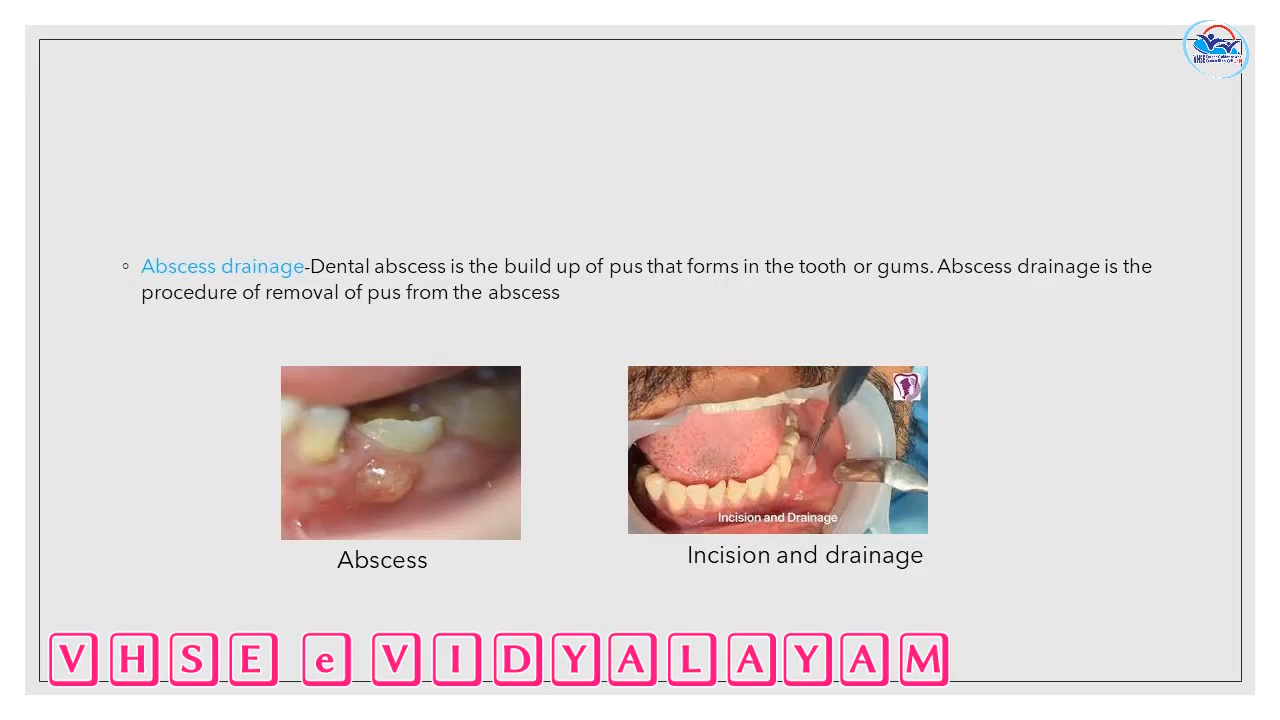 Abscess drainage-Dental abscess is the build up of pus that forms in the tooth or gums. Abscess drainage is the
procedure of removal of pus from the abscess
Incision and Drainage
Abscess
Incision and drainage
VHSE e VIDYALAYAM